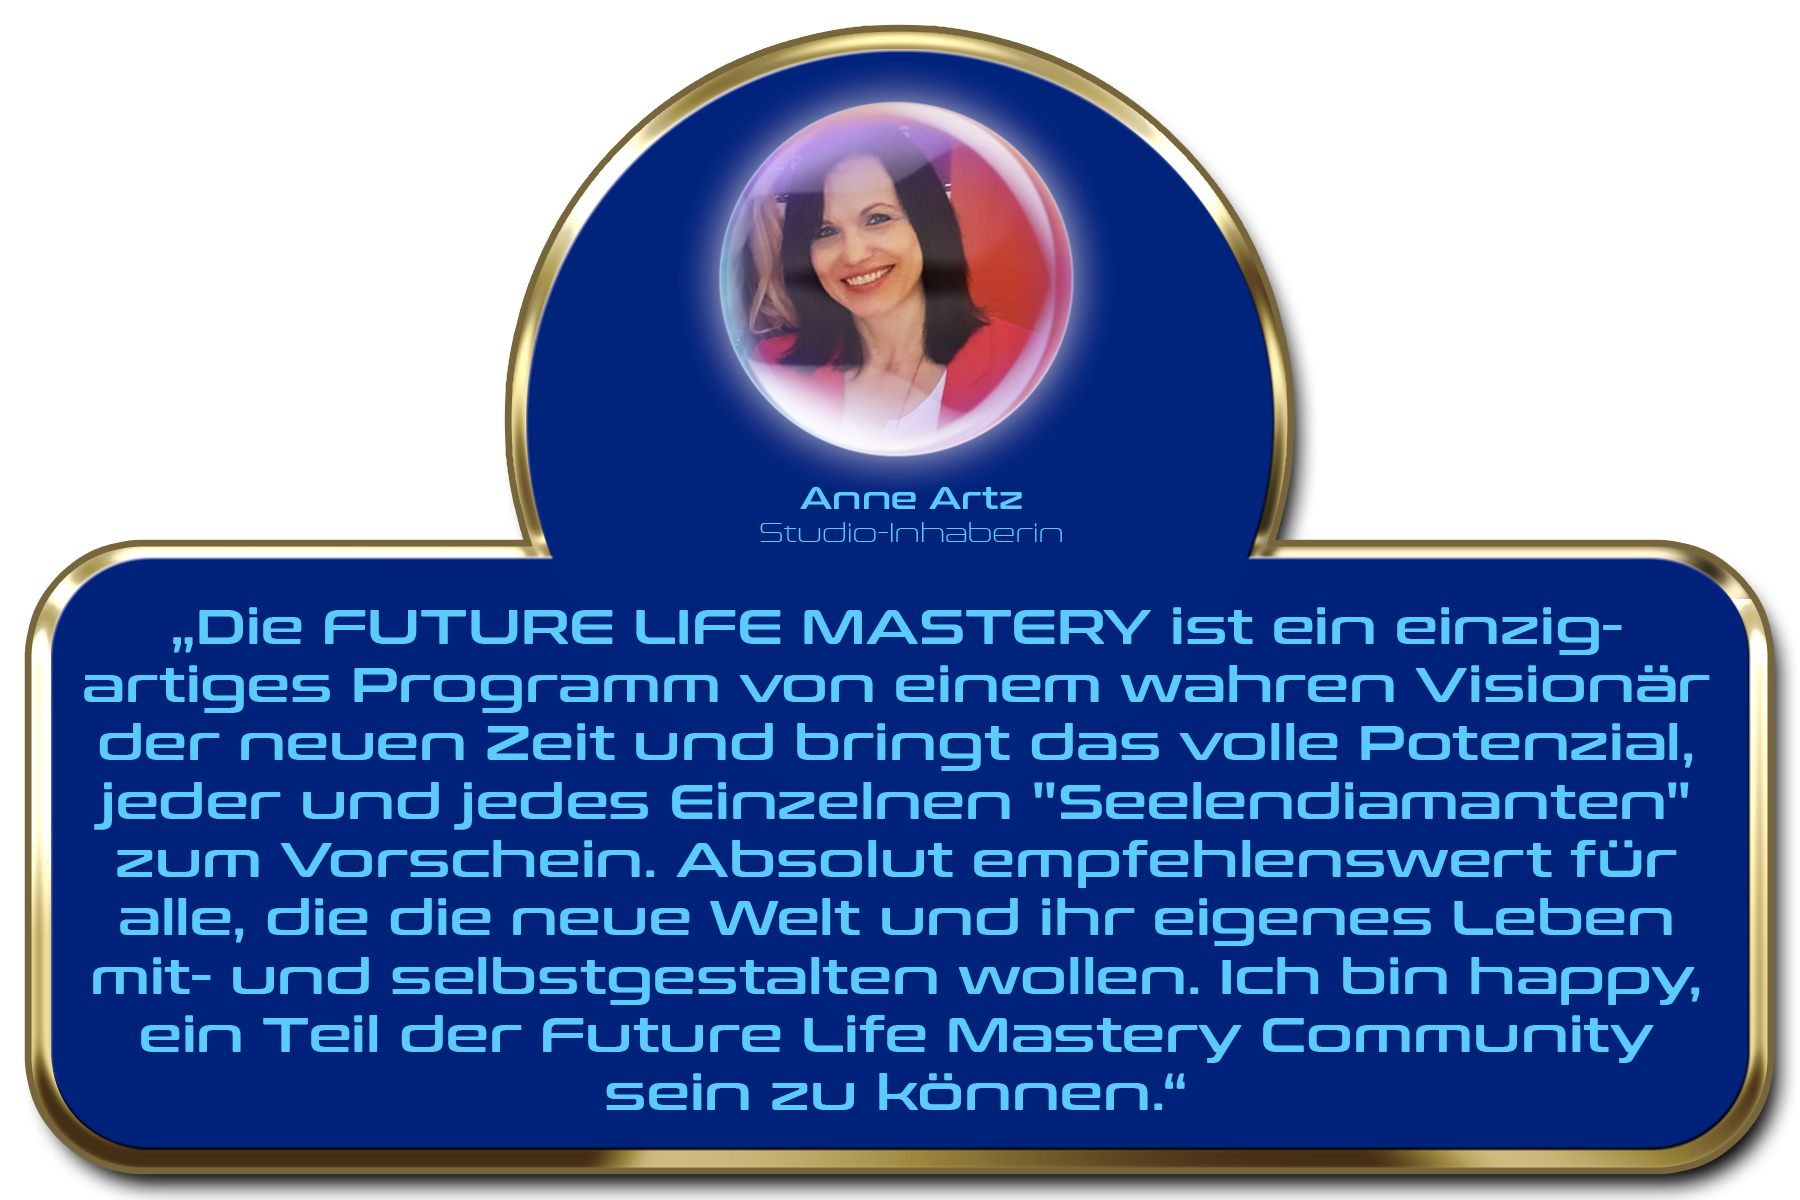 Anne Artz
Studio-Inhaberin
„Die FUTURE LIFE MASTERY ist ein einzig-
artiges Programm von einem wahren Visionär
der neuen Zeit und bringt das volle Potenzial,
jeder und jedes Einzelnen "Seelendiamanten"
zum Vorschein. Absolut empfehlenswert für
alle, die die neue Welt und ihr eigenes Leben
mit- und selbstgestalten wollen. Ich bin happy,
ein Teil der Future Life Mastery Community
sein zu können.“